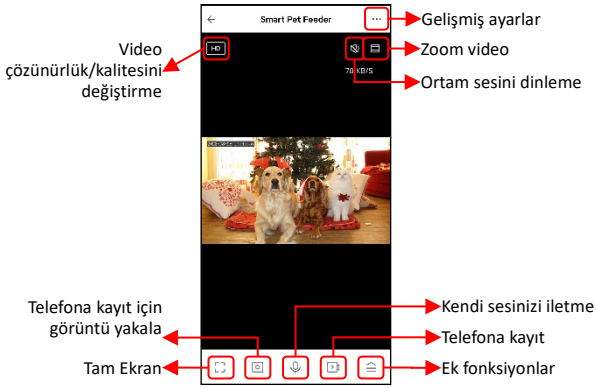 Smart Pet Feeder
Gelişmiş ayarlar
HD
Zoom video
78 KB/S
Ortam sesini dinleme
Video
çözünürlük/kalitesini
değiştirme
Telefona kayıt için
görüntü yakala
Kendi sesinizi iletme
Telefona kayıt
Tam Ekran
Ek fonksiyonlar